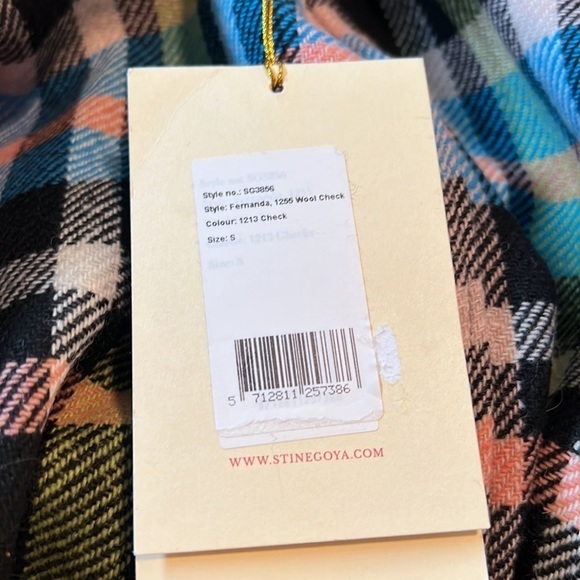 Style no.: SG3856
Style: Fernanda, 1255 Wool Check
Colour: 1213 Check
Size: S
5 712811 257386
WWW.STINEGOYA.COM